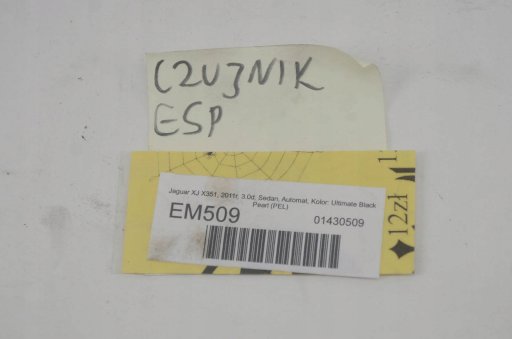 CZUJNIK
ESP
Jaguar XJ X351, 2011r, 3.0d, Sedan, Automat, Kolor: Ultimate Black
Pearl (PEL)
EM509
01430509
12zł